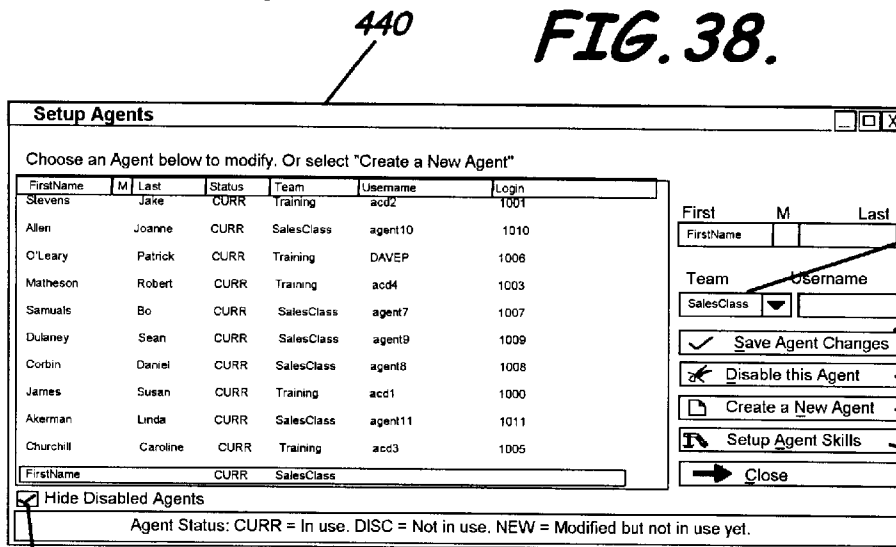 440
FIG. 38.
Setup Agents
Choose an Agent below to modify. Or select "Create a New Agent"
FirstName M Last Status Team Username Login
Stevens Jake CURR Training acd2 1001
Allen Joanne CURR SalesClass agent10 1010
O'Leary Patrick CURR Training DAVEP 1006
Matheson Robert CURR Training acd4 1003
Samuals Bo CURR SalesClass agent7 1007
Dulaney Sean CURR SalesClass agent9 1009
Corbin Daniel CURR SalesClass agent8 1008
James Susan CURR Training acd1 1000
Akerman Linda CURR SalesClass agent11 1011
Churchill Caroline CURR Training acd3 1005
FirstName CURR SalesClass
First M Last
FirstName
Team Username
SalesClass
Save Agent Changes
Disable this Agent
Create a New Agent
Setup Agent Skills
Close
Hide Disabled Agents
Agent Status: CURR = In use. DISC = Not in use. NEW = Modified but not in use yet.